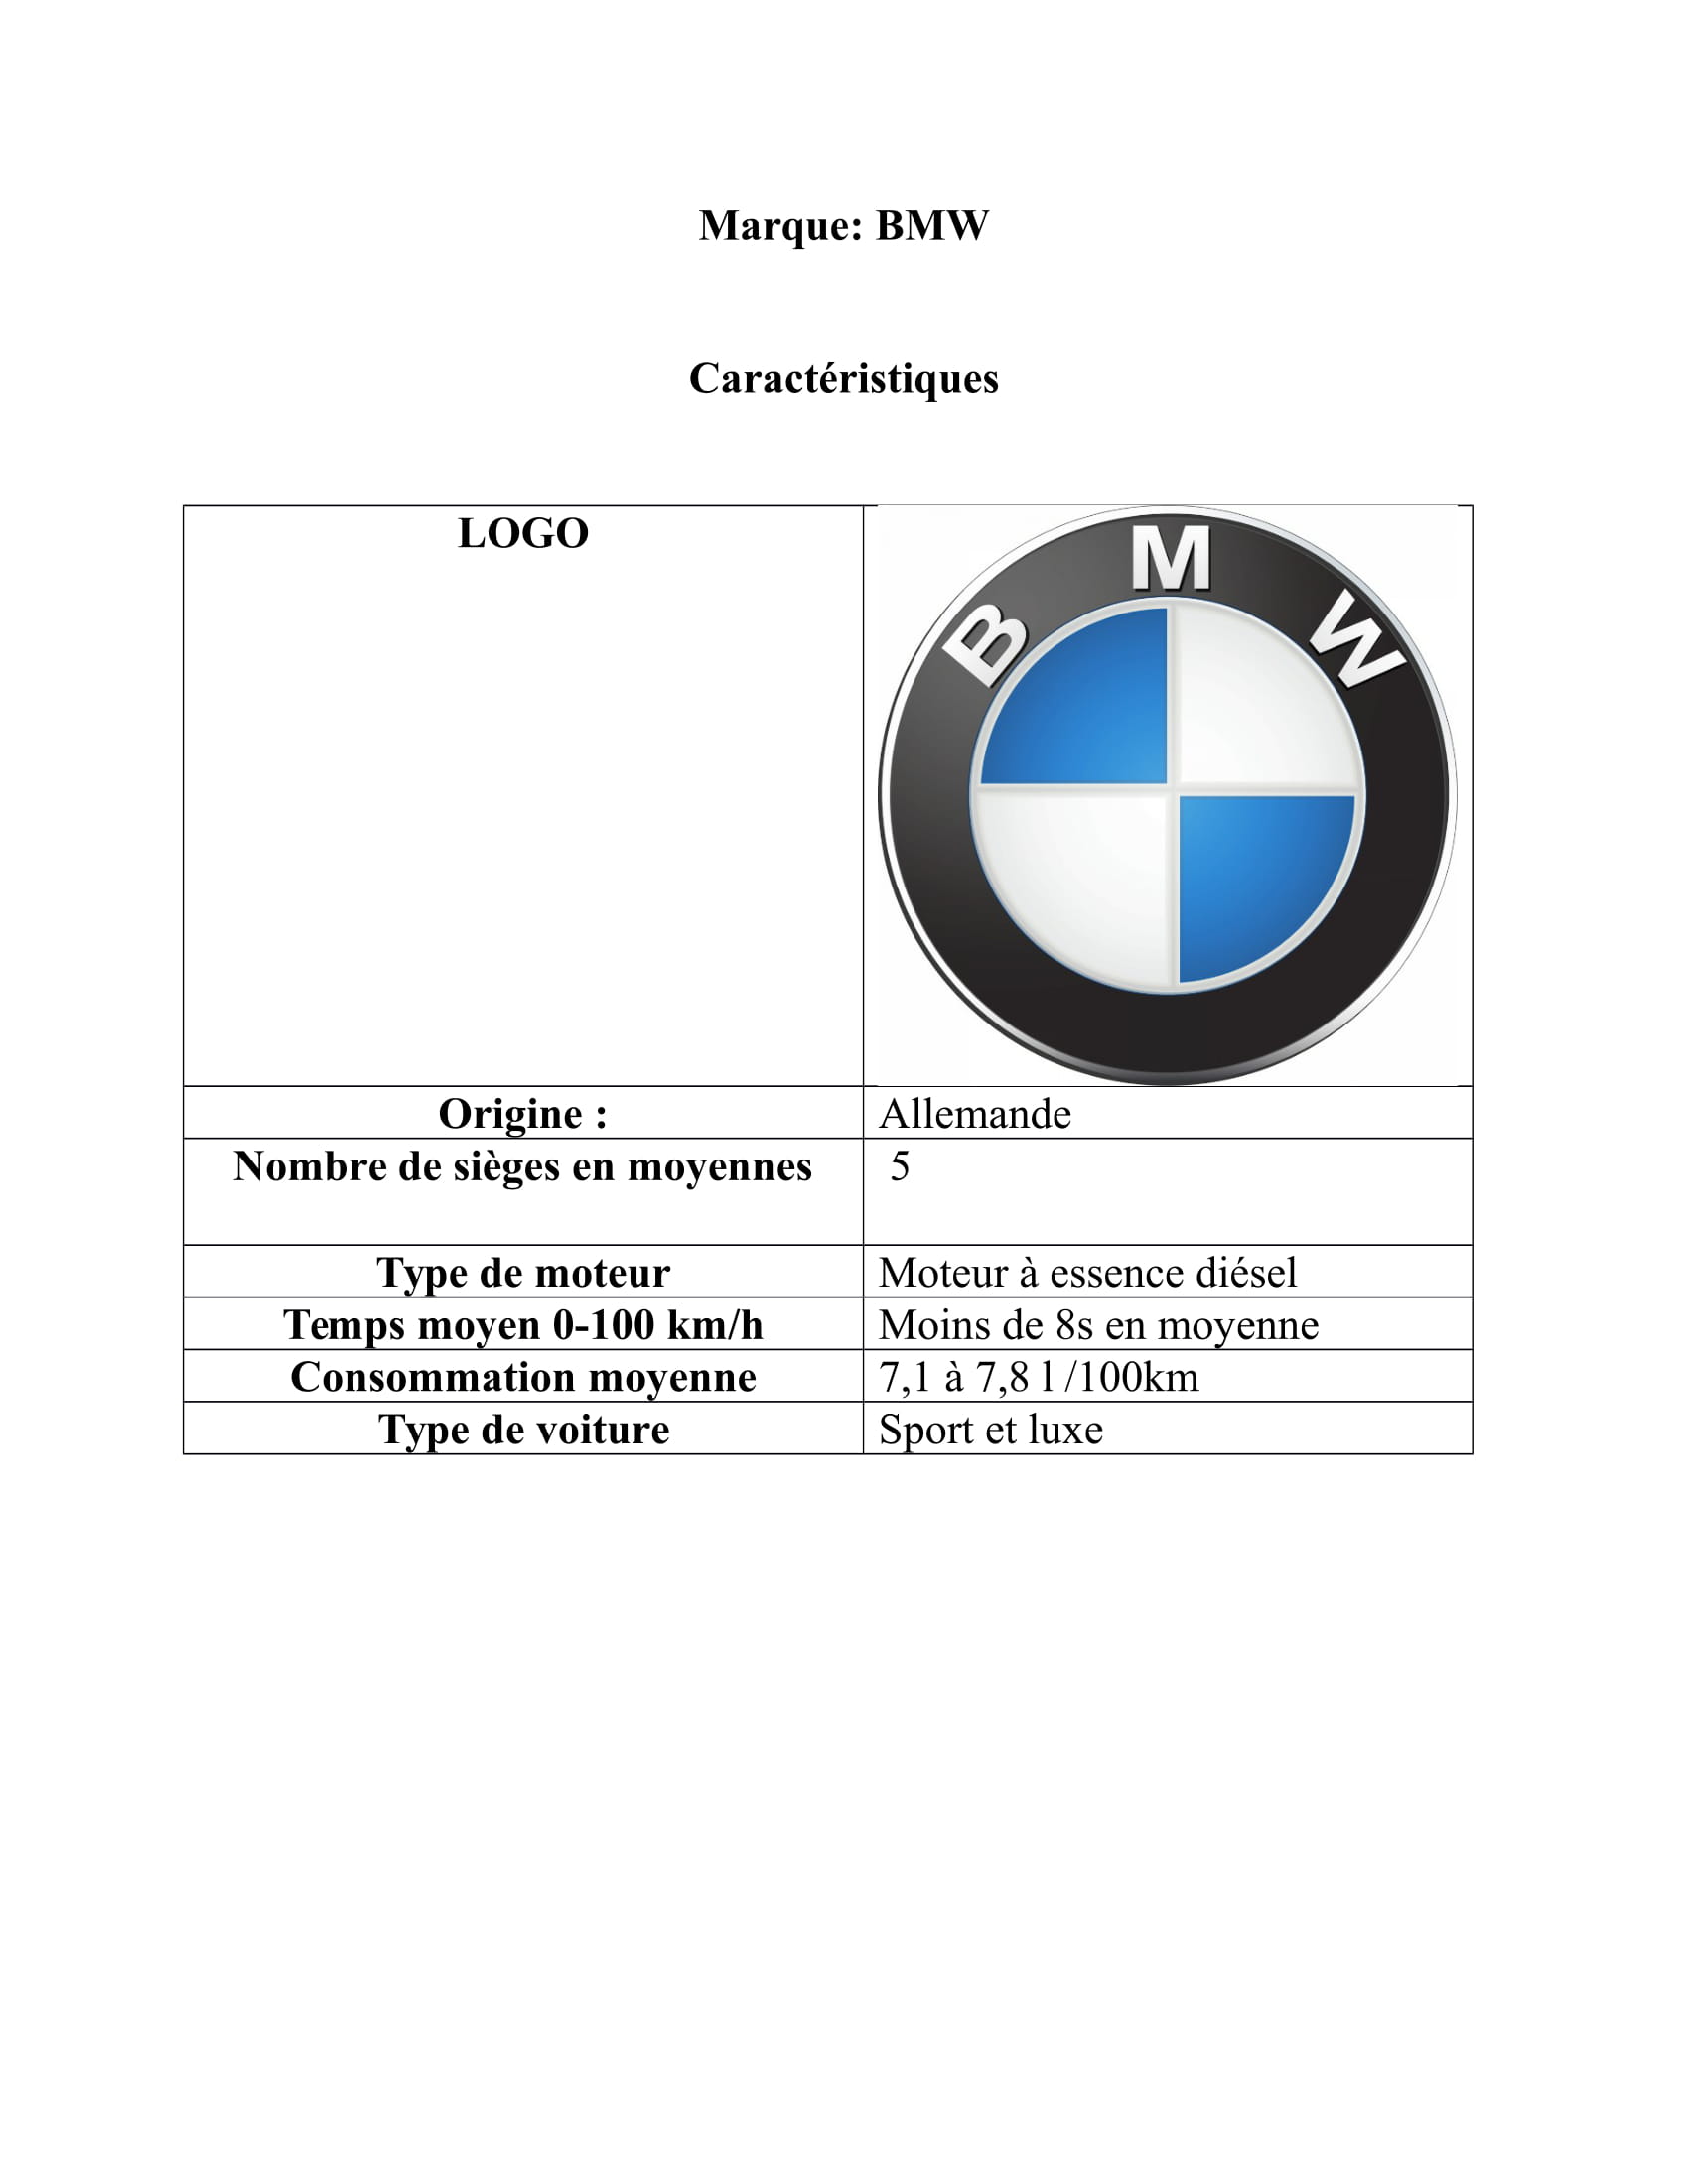 Marque: BMW
Caractéristiques
LOGO
B M W
Origine :
Allemande
Nombre de sièges en moyennes
5
Type de moteur
Moteur à essence diésel
Temps moyen 0-100 km/h
Moins de 8s en moyenne
Consommation moyenne
7,1 à 7,8 l /100km
Type de voiture
Sport et luxe